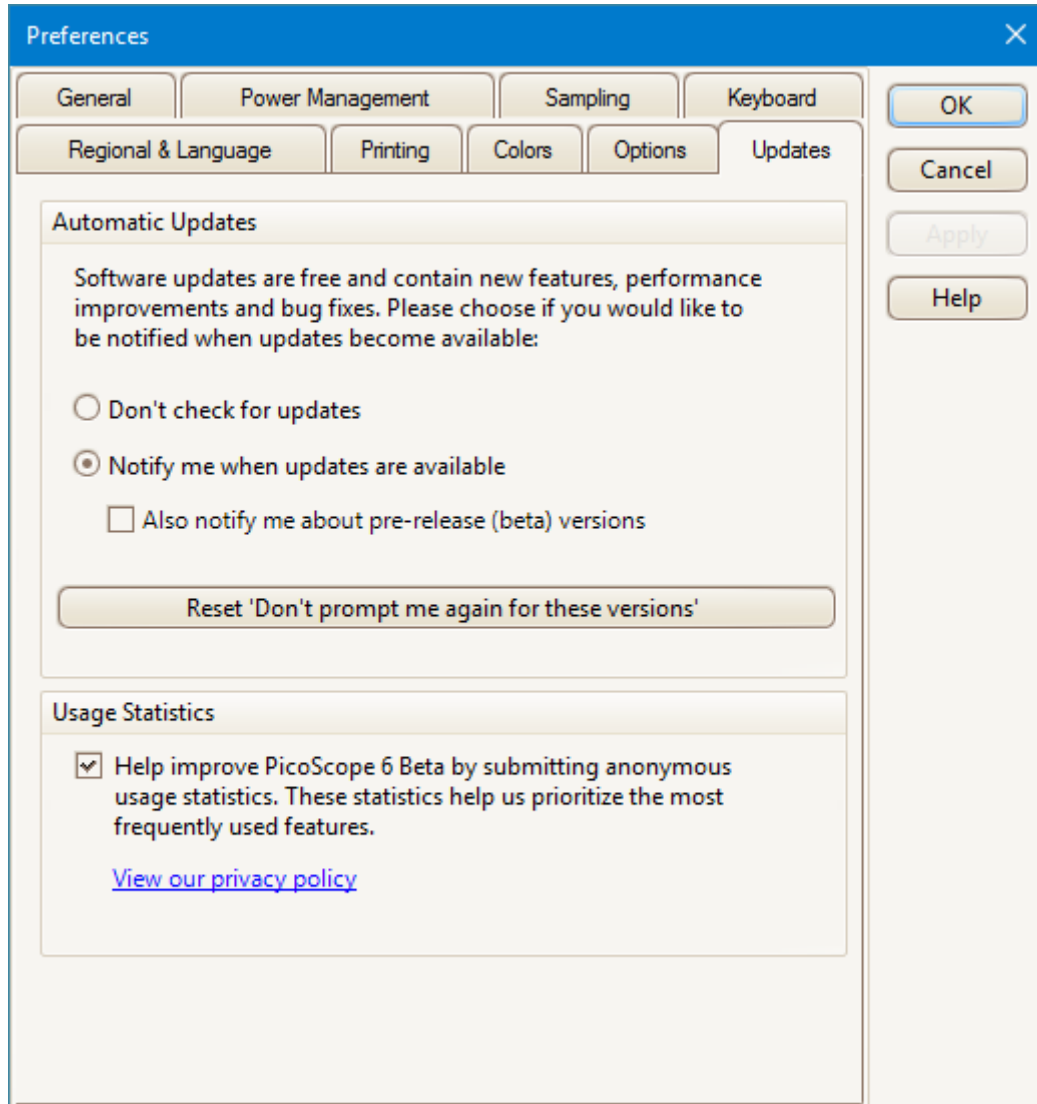 Preferences
General Power Management Sampling Keyboard
Regional & Language Printing Colors Options Updates
OK
Cancel
Apply
Help
Automatic Updates
Software updates are free and contain new features, performance
improvements and bug fixes. Please choose if you would like to
be notified when updates become available:
Don't check for updates
Notify me when updates are available
Also notify me about pre-release (beta) versions
Reset 'Don't prompt me again for these versions'
Usage Statistics
Help improve PicoScope 6 Beta by submitting anonymous
usage statistics. These statistics help us prioritize the most
frequently used features.
View our privacy policy